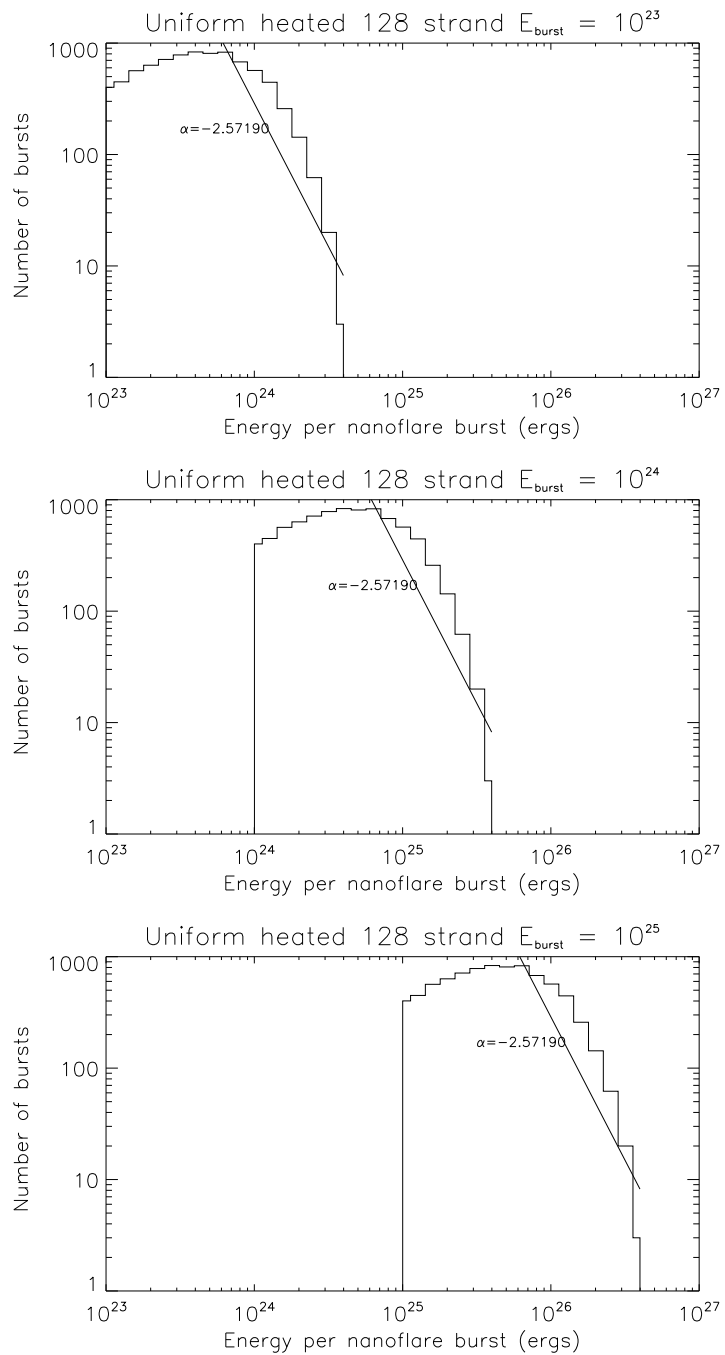 Uniform heated 128 strand E_burst = 10^23
1000
100
10
1
Number of bursts
α=−2.57190
10^23 10^24 10^25 10^26 10^27
Energy per nanoflare burst (ergs)
Uniform heated 128 strand E_burst = 10^24
1000
100
10
1
Number of bursts
α=−2.57190
10^23 10^24 10^25 10^26 10^27
Energy per nanoflare burst (ergs)
Uniform heated 128 strand E_burst = 10^25
1000
100
10
1
Number of bursts
α=−2.57190
10^23 10^24 10^25 10^26 10^27
Energy per nanoflare burst (ergs)